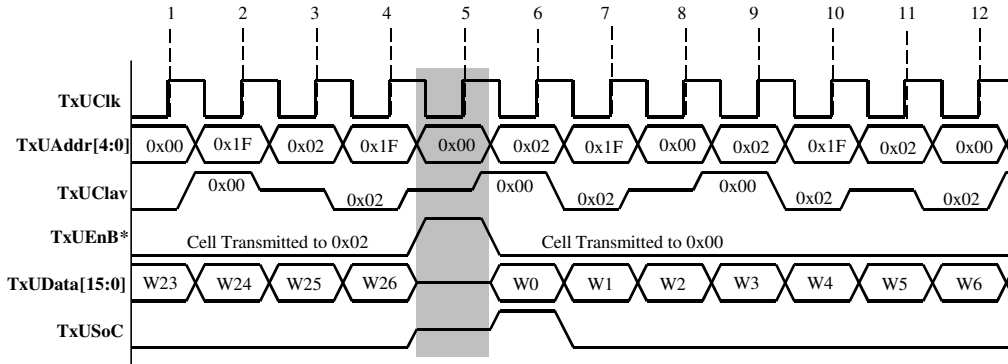 1 2 3 4 5 6 7 8 9 10 11 12
TxUClk
TxUAddr[4:0] 0x00 0x1F 0x02 0x1F 0x00 0x02 0x1F 0x00 0x02 0x1F 0x02 0x00
TxUClav 0x00 0x02 0x00 0x02 0x00 0x02 0x02
TxUEnB* Cell Transmitted to 0x02 Cell Transmitted to 0x00
TxUData[15:0] W23 W24 W25 W26 W0 W1 W2 W3 W4 W5 W6
TxUSoC